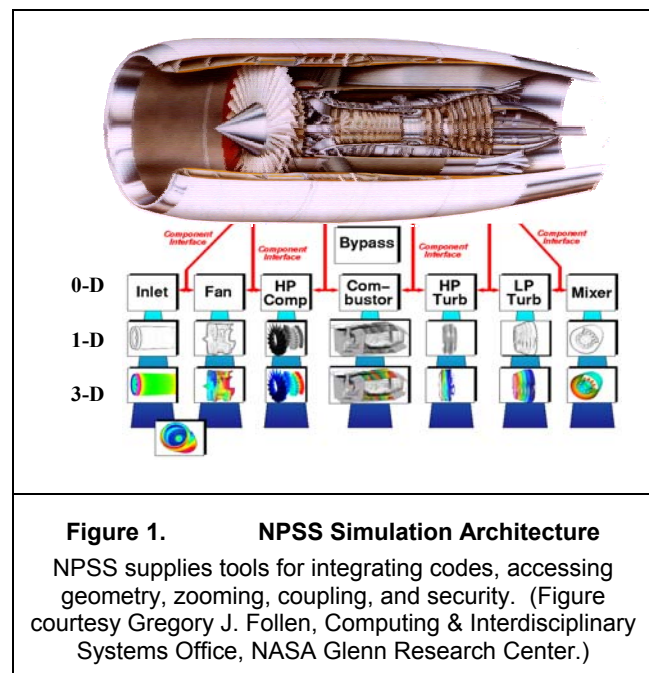 Component
Interface
Component
Interface
Bypass
Component
Interface
Component
Interface
0-D
Inlet
Fan
HP
Comp
Com-
bustor
HP
Turb
LP
Turb
Mixer
1-D
3-D
Figure 1. NPSS Simulation Architecture
NPSS supplies tools for integrating codes, accessing
geometry, zooming, coupling, and security. (Figure
courtesy Gregory J. Follen, Computing & Interdisciplinary
Systems Office, NASA Glenn Research Center.)